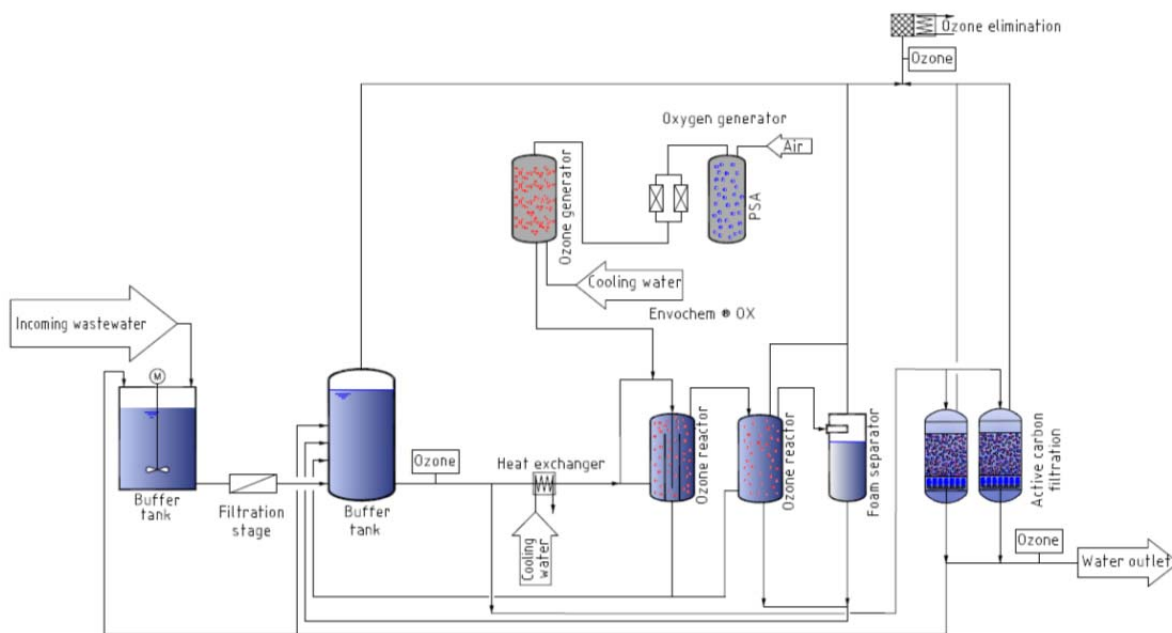 Ozone elimination
Ozone
Oxygen generator
Air
Ozone generator
PSA
Cooling water
Envochem ® OX
Incoming wastewater
M
Ozone
Heat exchanger
Ozone reactor
Ozone reactor
Foam separator
Active carbon
filtration
Buffer
tank
Filtration
stage
Buffer
tank
Cooling
water
Ozone
Water outlet